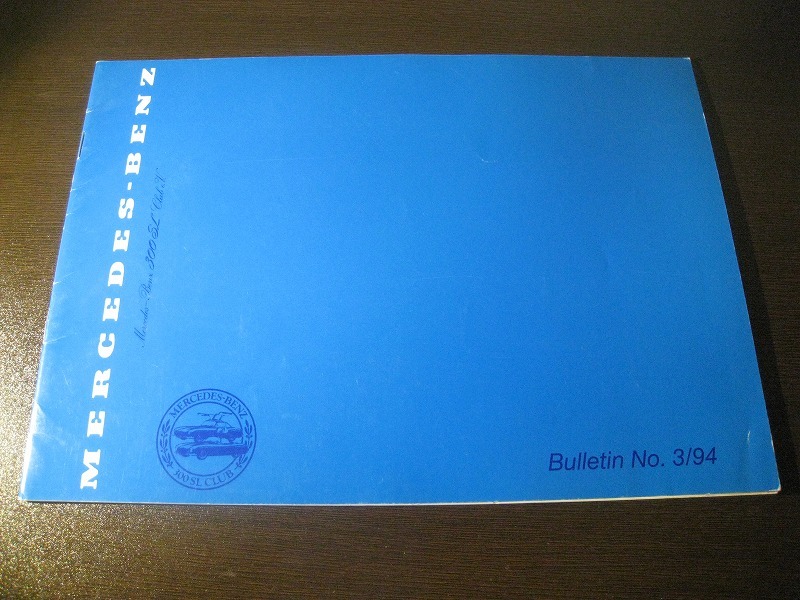 MERCEDES-BENZ
Mercedes-Benz 300 SL Club e.V.
MERCEDES-BENZ
300 SL CLUB
Bulletin No. 3/94